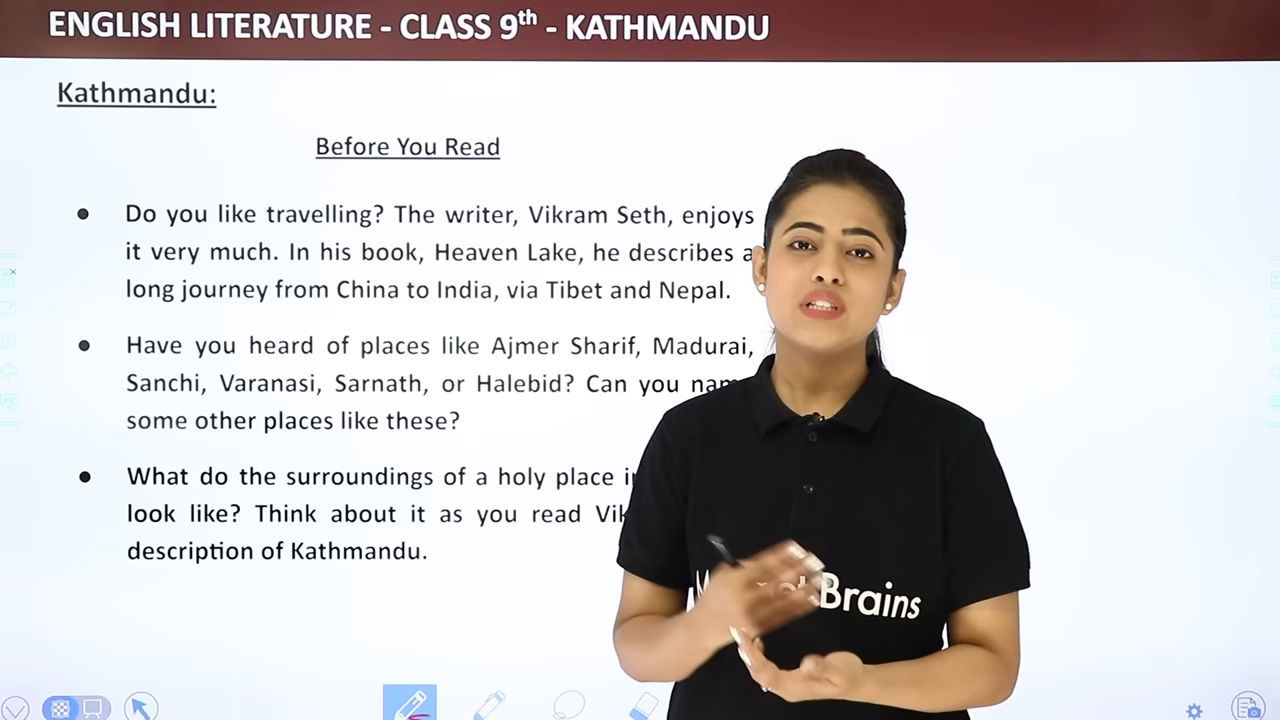 ENGLISH LITERATURE - CLASS 9th - KATHMANDU
Kathmandu:
Before You Read
● Do you like travelling? The writer, Vikram Seth, enjoys
it very much. In his book, Heaven Lake, he describes a
long journey from China to India, via Tibet and Nepal.
● Have you heard of places like Ajmer Sharif, Madurai,
Sanchi, Varanasi, Sarnath, or Halebid? Can you
some other places like these?
● What do the surroundings of a holy place
look like? Think about it as you read
description of Kathmandu.
Brains